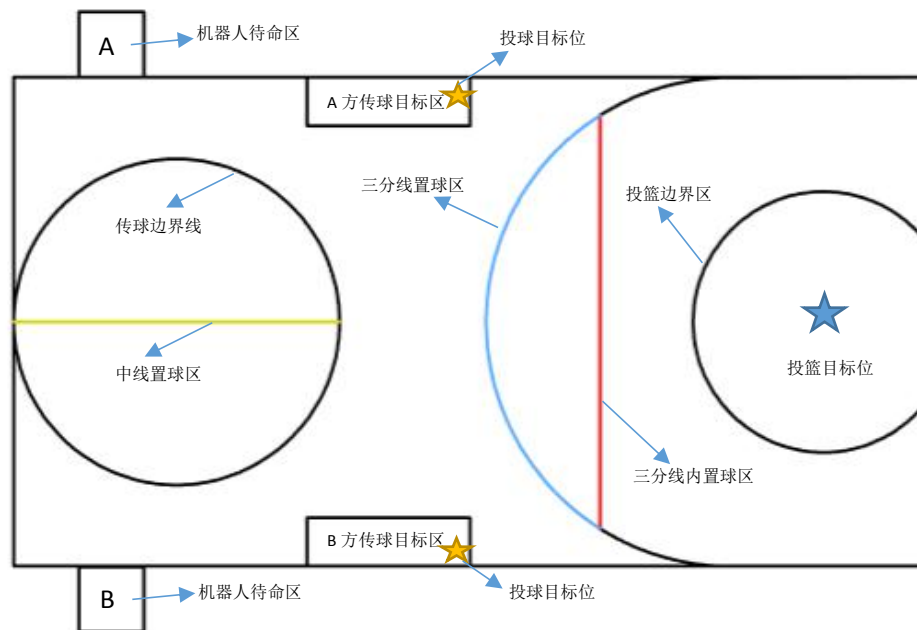 A
机器人待命区
投球目标位
A 方传球目标区
三分线置球区
投篮边界区
传球边界线
中线置球区
投篮目标位
三分线内置球区
B 方传球目标区
B
机器人待命区
投球目标位